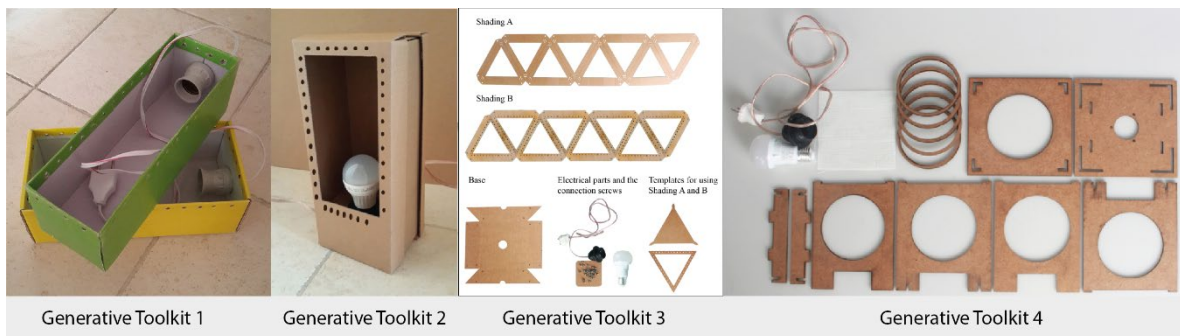 Shading A
Shading B
Base
Electrical parts and the
connection screws
Templates for using
Shading A and B
Generative Toolkit 1
Generative Toolkit 2
Generative Toolkit 3
Generative Toolkit 4